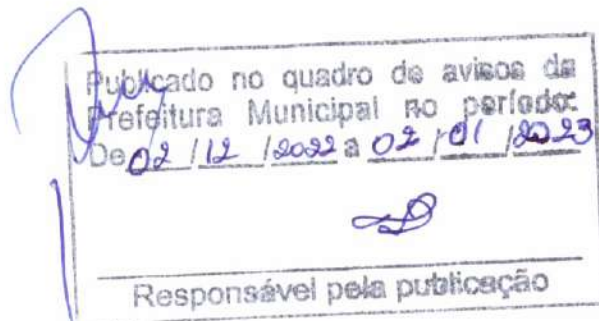 Publicado no quadro de avisos da
Prefeitura Municipal no período:
De 02 / 12 / 2022 a 02 / 01 / 2023
Responsável pela publicação